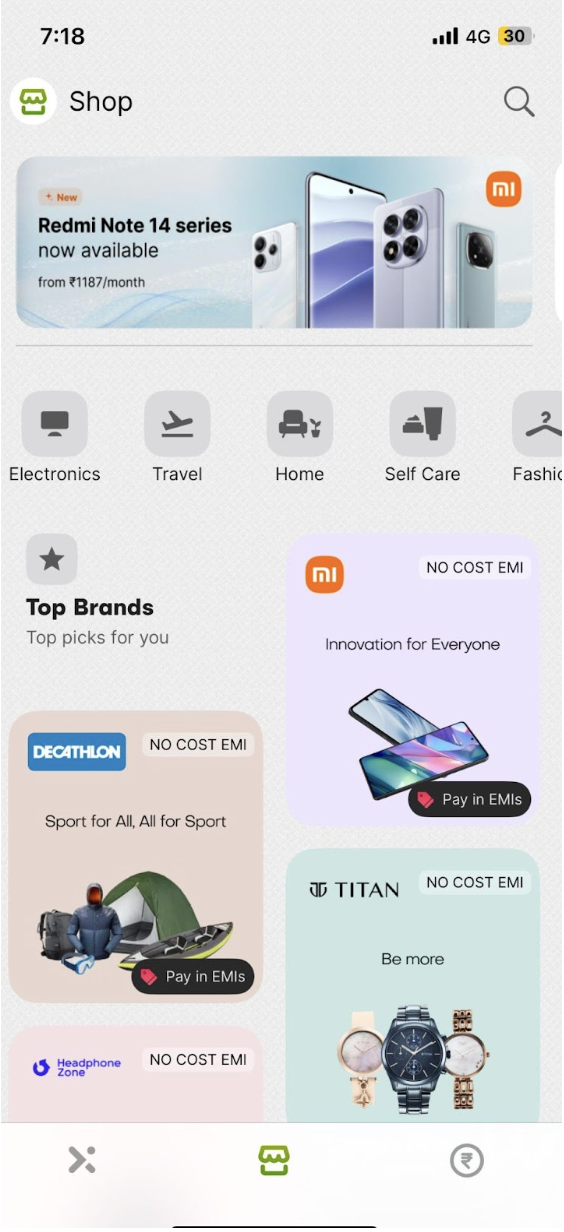 7:18
4G 30
Shop
New
Redmi Note 14 series
now available
from ₹1187/month
mi
Electronics
Travel
Home
Self Care
Fashic
Top Brands
Top picks for you
mi
NO COST EMI
Innovation for Everyone
Pay in EMIs
DECATHLON
NO COST EMI
Sport for All, All for Sport
Pay in EMIs
TITAN
NO COST EMI
Be more
Headphone
Zone
NO COST EMI
₹